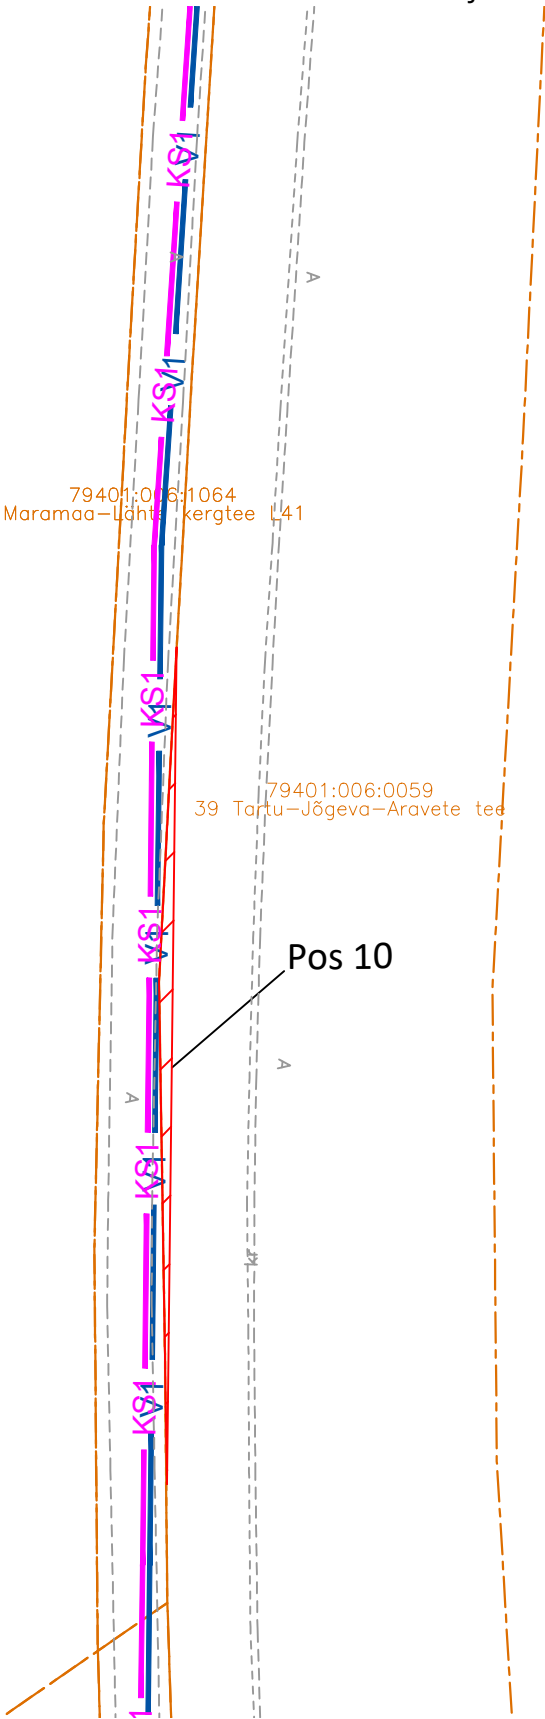 KS1
V1
A
A
KS1
V1
79401:006:1064
Maramaa-Lähte kergtee L41
KS1
V1
79401:006:0059
39 Tartu-Jõgeva-Aravete tee
KS1
V1
Pos 10
A
A
KS1
V1
kr
KS1
V1